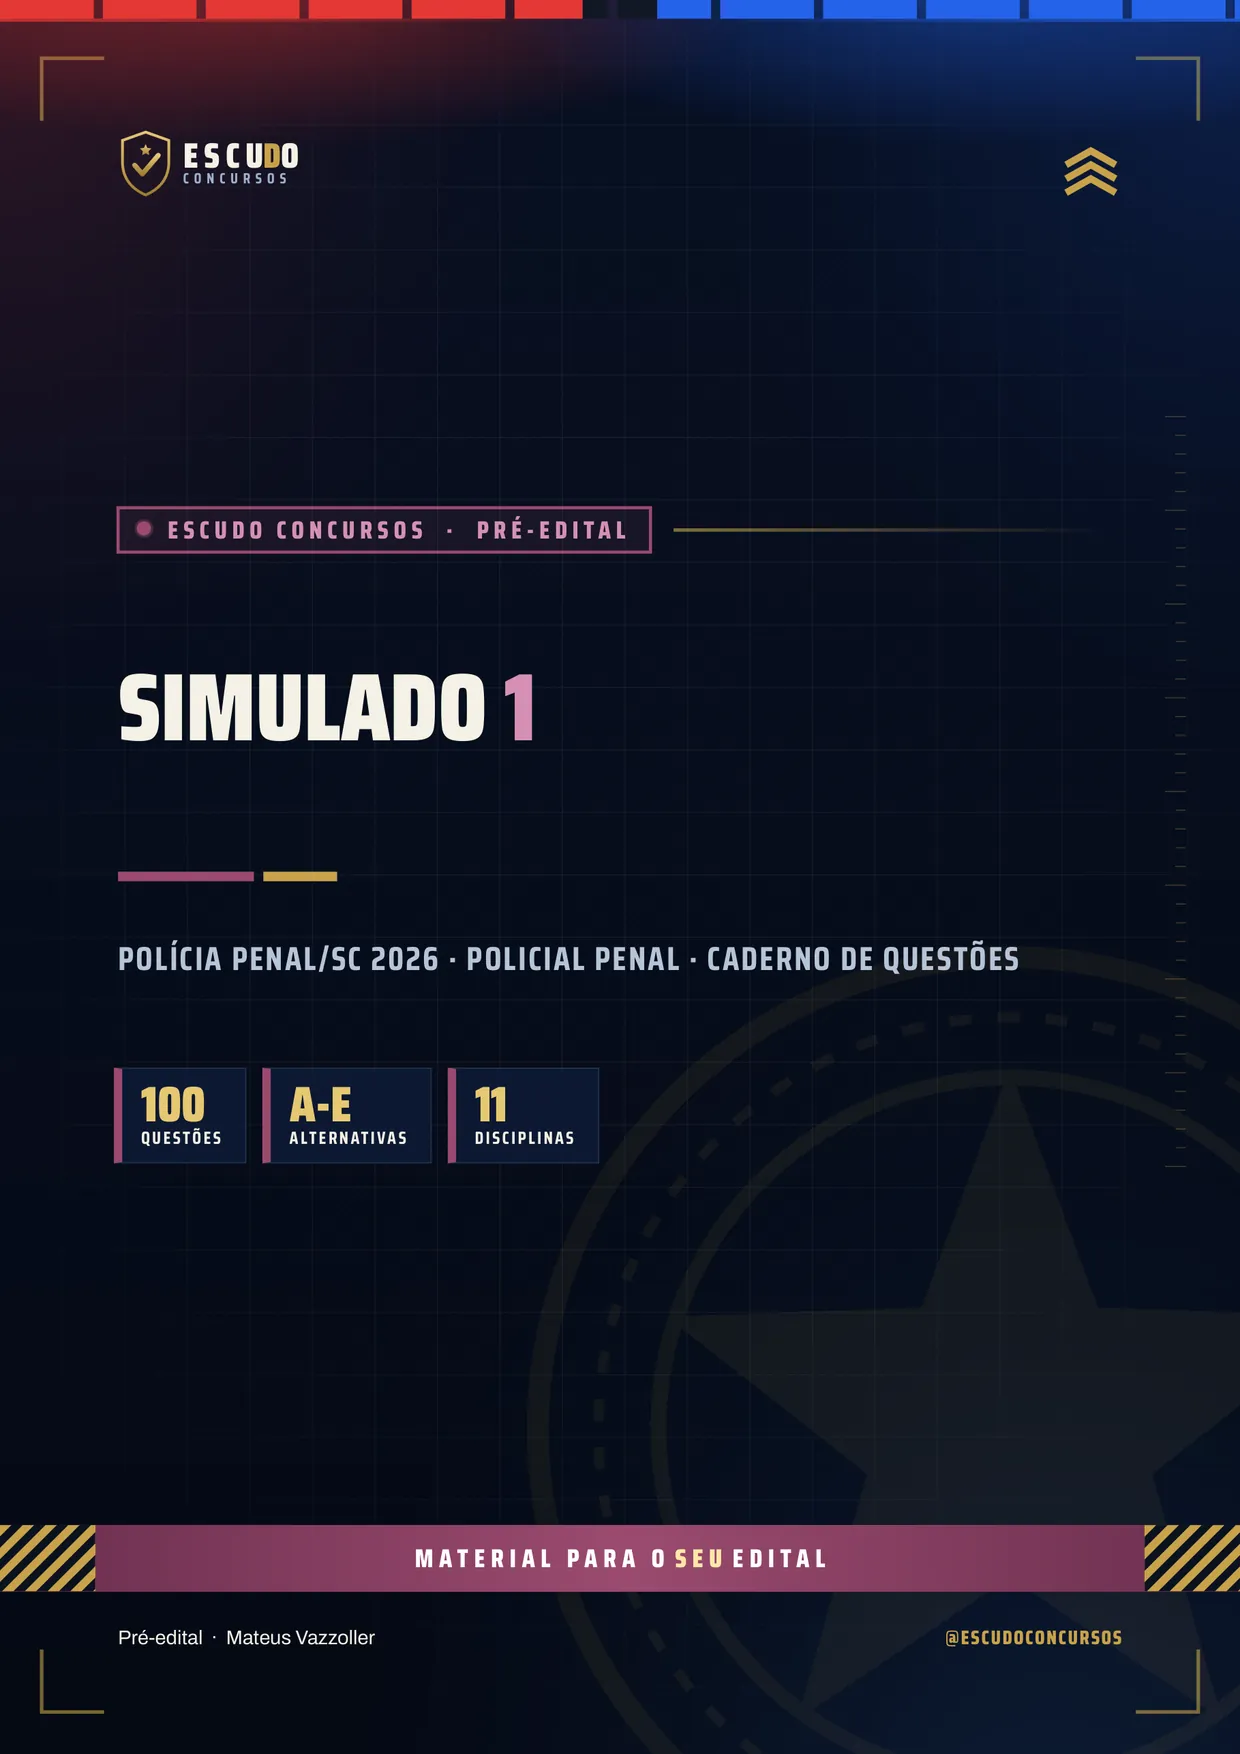 ESCUDO
CONCURSOS
ESCUDO CONCURSOS · PRÉ-EDITAL
SIMULADO 1
POLÍCIA PENAL/SC 2026 · POLICIAL PENAL · CADERNO DE QUESTÕES
100
QUESTÕES
A-E
ALTERNATIVAS
11
DISCIPLINAS
MATERIAL PARA O SEU EDITAL
Pré-edital · Mateus Vazzoller
@ESCUDOCONCURSOS